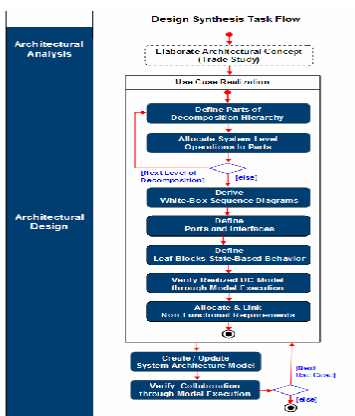 Design Synthesis Task Flow
Architectural
Analysis
Elaborate Architectural Concept
(Trade Study)
Use Case Realization
Define Parts of
Decomposition Hierarchy
Allocate System Level
Operations to Parts
[Next Level of
Decomposition]
[else]
Derive
White-Box Sequence Diagrams
Architectural
Design
Define
Ports and Interfaces
Define
Leaf Blocks State-Based Behavior
Verify Realized UC Model
through Model Execution
Allocate & Link
Non Functional Requirements
Create / Update
System Architecture Model
[Next
Use Case]
Verify Collaboration
through Model Execution
[else]